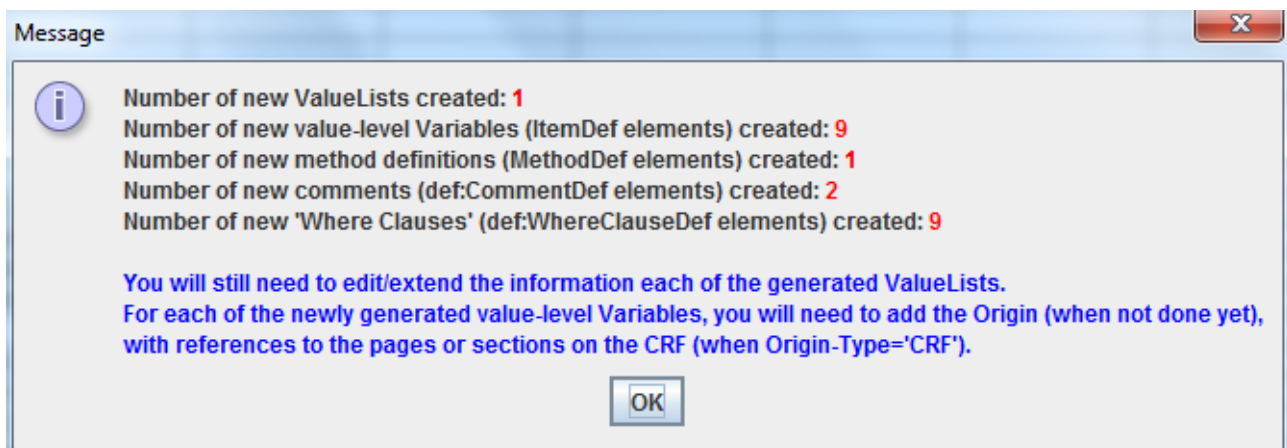 Message
x
i
Number of new ValueLists created: 1
Number of new value-level Variables (ItemDef elements) created: 9
Number of new method definitions (MethodDef elements) created: 1
Number of new comments (def:CommentDef elements) created: 2
Number of new 'Where Clauses' (def:WhereClauseDef elements) created: 9
You will still need to edit/extend the information each of the generated ValueLists.
For each of the newly generated value-level Variables, you will need to add the Origin (when not done yet),
with references to the pages or sections on the CRF (when Origin-Type='CRF').
OK